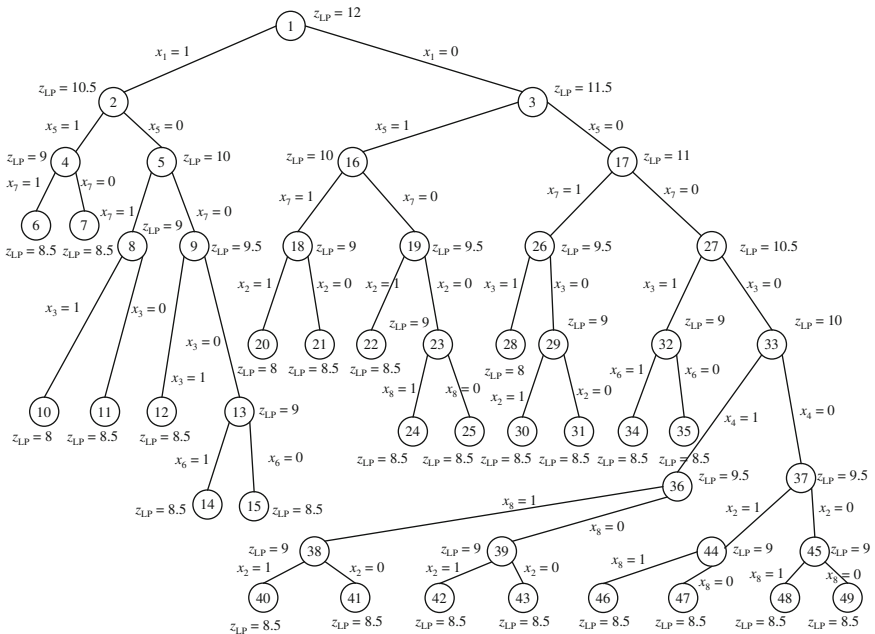 1 z_LP = 12
x_1 = 1 x_1 = 0
z_LP = 10.5 2 3 z_LP = 11.5
x_5 = 1 x_5 = 0 x_5 = 1 x_5 = 0
z_LP = 9 4 5 z_LP = 10 z_LP = 10 16 17 z_LP = 11
x_7 = 1 x_7 = 0 x_7 = 1 x_7 = 0 x_7 = 1 x_7 = 0 x_7 = 1 x_7 = 0
6 7 z_LP = 9
z_LP = 8.5 z_LP = 8.5 8 9 z_LP = 9.5 18 z_LP = 9 19 z_LP = 9.5 26 z_LP = 9.5 27 z_LP = 10.5
x_3 = 1 x_3 = 0 x_3 = 0 x_2 = 1 x_2 = 0 x_2 = 1 x_2 = 0 x_3 = 1 x_3 = 0 x_3 = 1 x_3 = 0
z_LP = 9 z_LP = 9 z_LP = 9 z_LP = 10
20 21 22 23 28 29 32 33
z_LP = 8 z_LP = 8.5 z_LP = 8.5 z_LP = 8
x_3 = 1 x_8 = 1 x_8 = 0 x_2 = 1 x_2 = 0 x_6 = 1 x_6 = 0
10 11 12 13 z_LP = 9 x_4 = 1 x_4 = 0
z_LP = 8 z_LP = 8.5 z_LP = 8.5 24 25 30 31 34 35
x_6 = 1 x_6 = 0 z_LP = 8.5 z_LP = 8.5 z_LP = 8.5 z_LP = 8.5 z_LP = 8.5 z_LP = 8.5
36 z_LP = 9.5 37 z_LP = 9.5
z_LP = 8.5 14 15 z_LP = 8.5 x_8 = 1 x_8 = 0 x_2 = 1 x_2 = 0
z_LP = 9 38 z_LP = 9 39 44 z_LP = 9 45 z_LP = 9
x_2 = 1 x_2 = 0 x_2 = 1 x_2 = 0 x_8 = 1 x_8 = 0 x_8 = 1 x_8 = 0
40 41 42 43 46 47 48 49
z_LP = 8.5 z_LP = 8.5 z_LP = 8.5 z_LP = 8.5 z_LP = 8.5 z_LP = 8.5 z_LP = 8.5 z_LP = 8.5